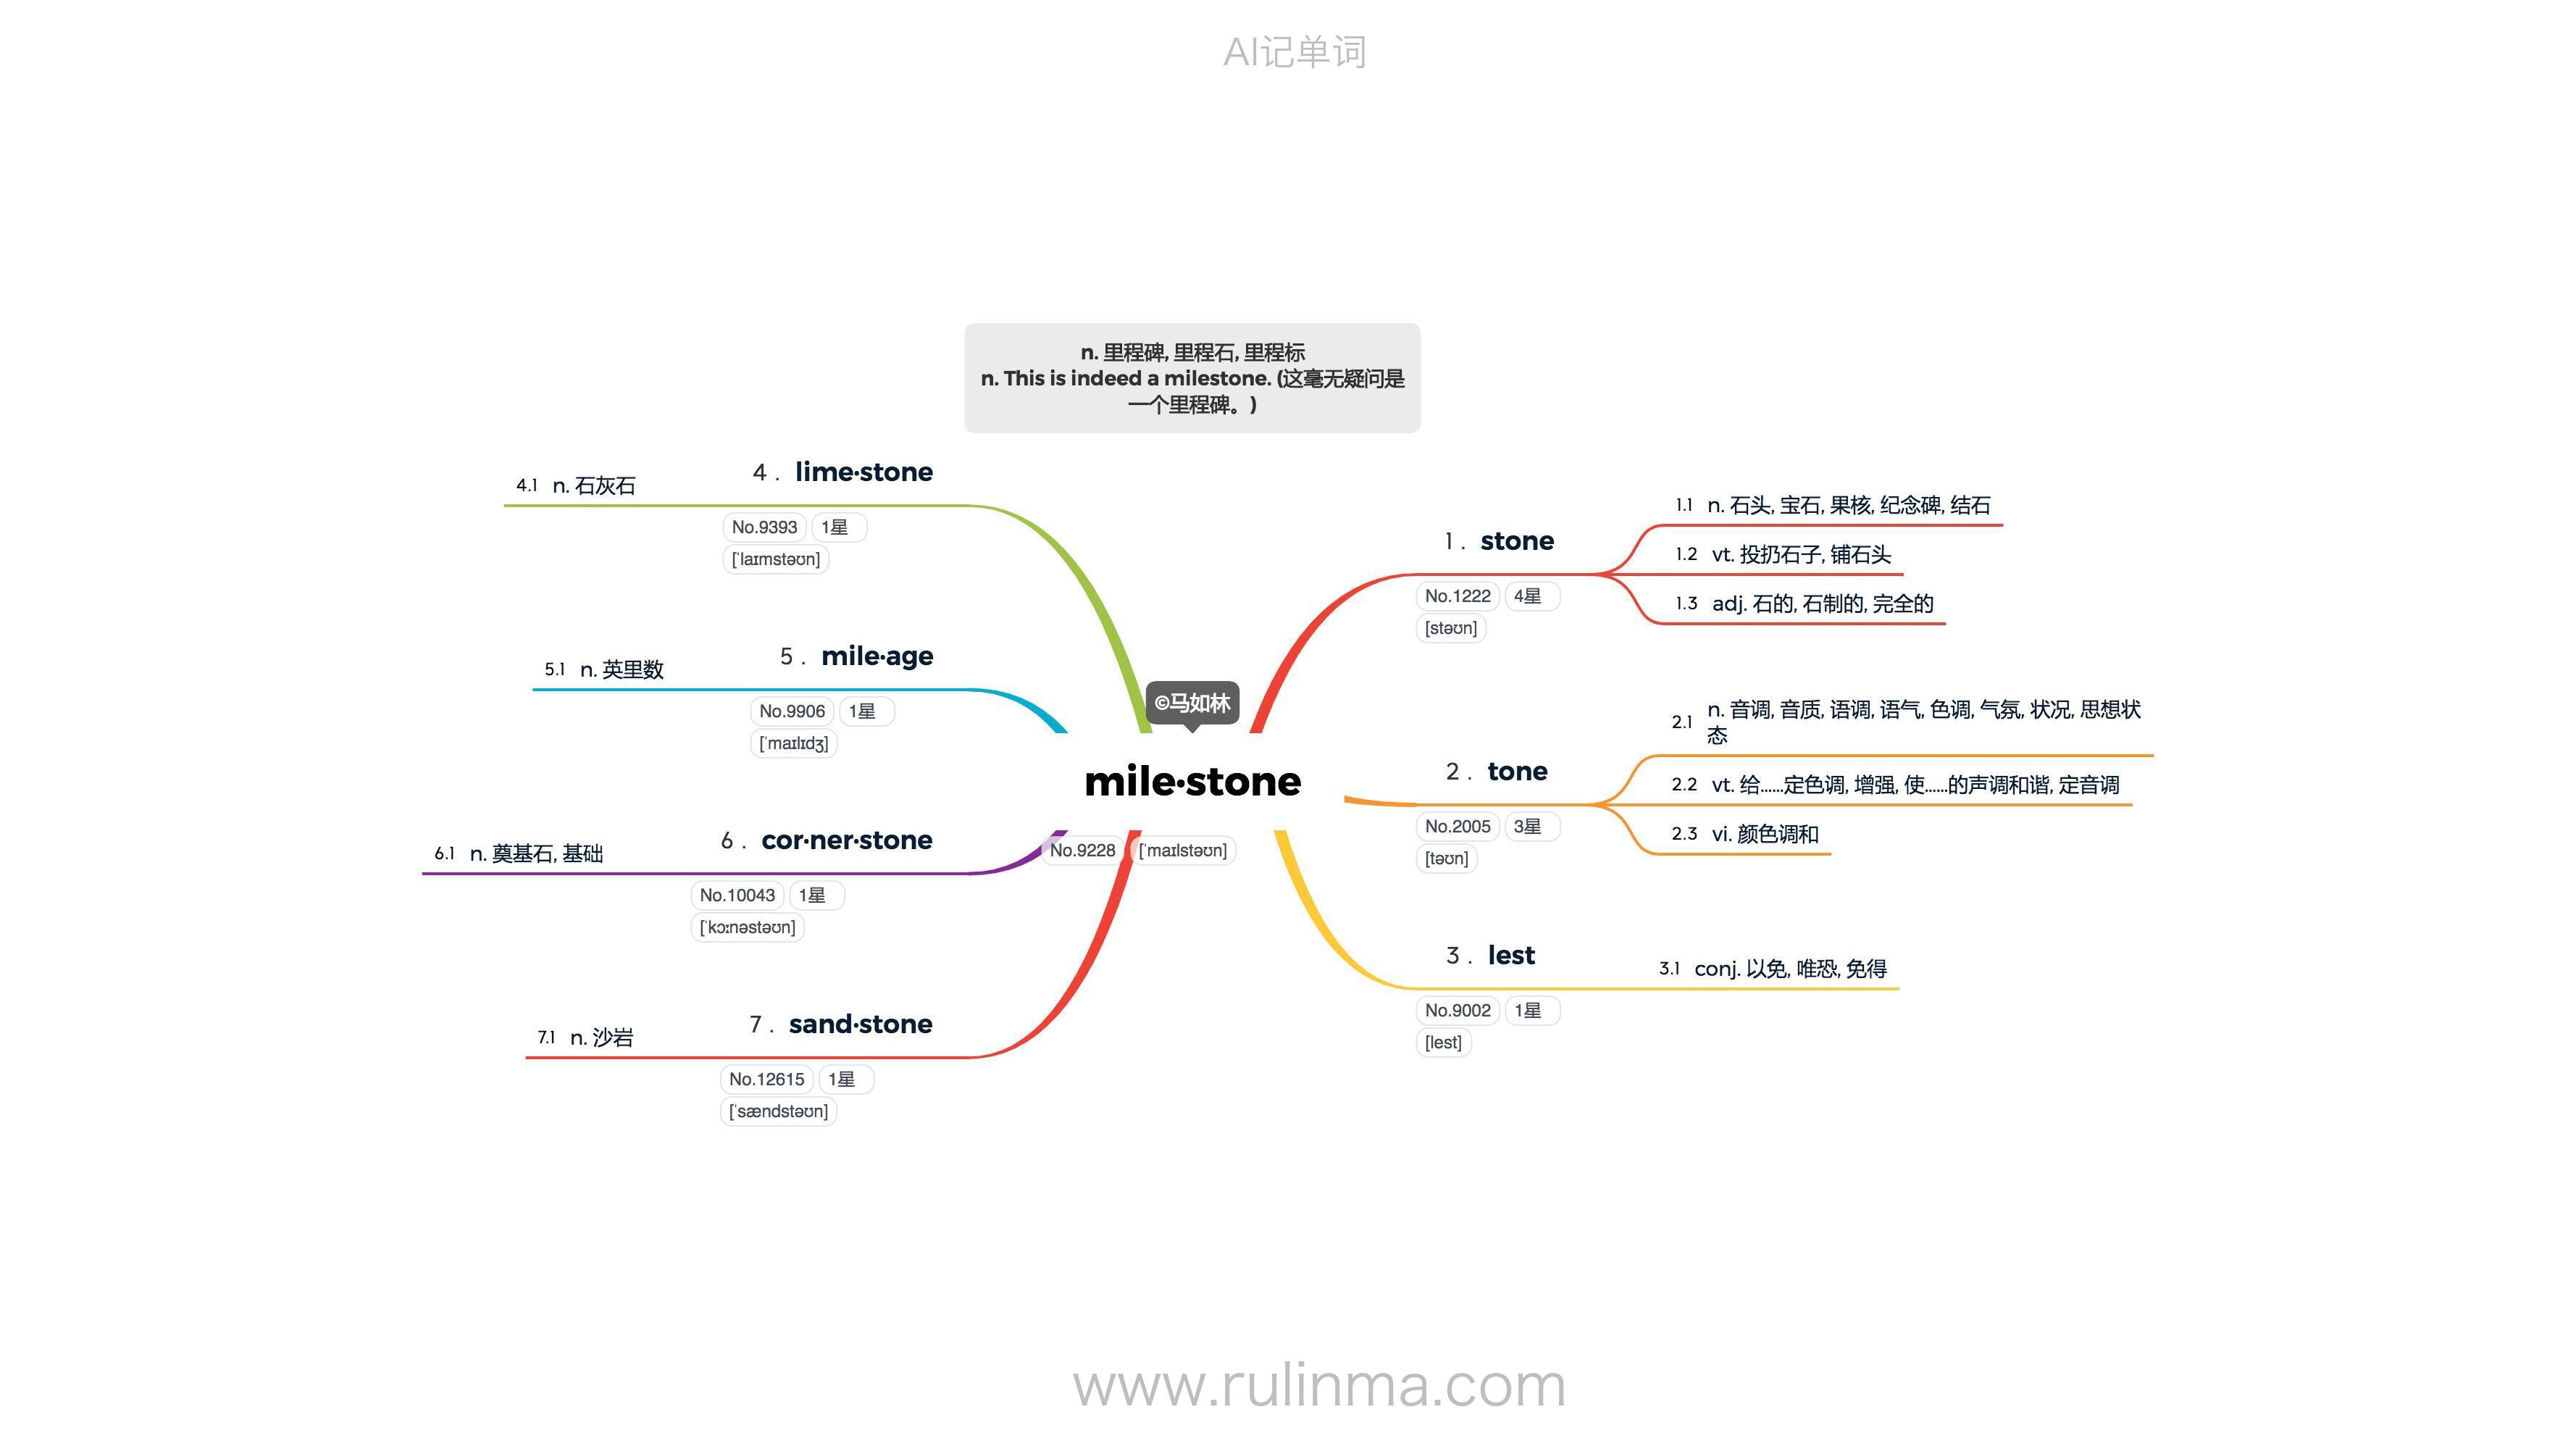 AI记单词
n. 里程碑, 里程石, 里程标
n. This is indeed a milestone. (这毫无疑问是
一个里程碑。)
©马如林
mile·stone
No.9228 [ˈmaɪlstəʊn]
1 . stone
No.1222 4星
[stəʊn]
1.1 n. 石头, 宝石, 果核, 纪念碑, 结石
1.2 vt. 投扔石子, 铺石头
1.3 adj. 石的, 石制的, 完全的
2 . tone
No.2005 3星
[təʊn]
2.1 n. 音调, 音质, 语调, 语气, 色调, 气氛, 状况, 思想状
态
2.2 vt. 给......定色调, 增强, 使......的声调和谐, 定音调
2.3 vi. 颜色调和
3 . lest
No.9002 1星
[lest]
3.1 conj. 以免, 唯恐, 免得
4 . lime·stone
No.9393 1星
[ˈlaɪmstəʊn]
4.1 n. 石灰石
5 . mile·age
No.9906 1星
[ˈmaɪlɪdʒ]
5.1 n. 英里数
6 . cor·ner·stone
No.10043 1星
[ˈkɔːnəstəʊn]
6.1 n. 奠基石, 基础
7 . sand·stone
No.12615 1星
[ˈsændstəʊn]
7.1 n. 沙岩
www.rulinma.com